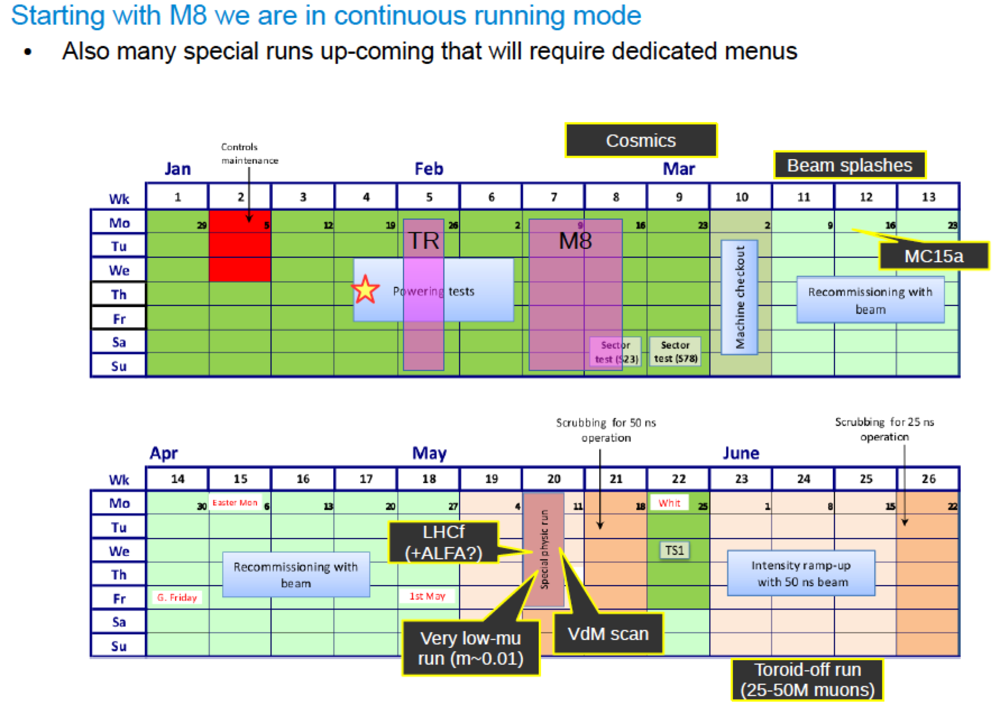 Starting with M8 we are in continuous running mode
• Also many special runs up-coming that will require dedicated menus
Cosmics
Controls
maintenance
Beam splashes
Jan Feb Mar
Wk 1 2 3 4 5 6 7 8 9 10 11 12 13
Mo 29 5 12 19 26 2 9 16 23 2 9 16 23
TR M8
Tu
MC15a
We
Th
Powering tests
Machine checkout
Recommissioning with
beam
Fr
Sa
Sector
test (S23)
Sector
test (S78)
Su
Scrubbing for 50 ns
operation
Scrubbing for 25 ns
operation
Apr May June
Wk 14 15 16 17 18 19 20 21 22 23 24 25 26
Mo 30 Easter Mon 6 13 20 27 4 11 18 Whit 25 1 8 15 22
Tu
LHCf
(+ALFA?)
Special physic run
We
TS1
Th
Recommissioning with
beam
Intensity ramp-up
with 50 ns beam
Fr
G. Friday
1st May
Sa
Very low-mu
run (m~0.01)
VdM scan
Su
Toroid-off run
(25-50M muons)